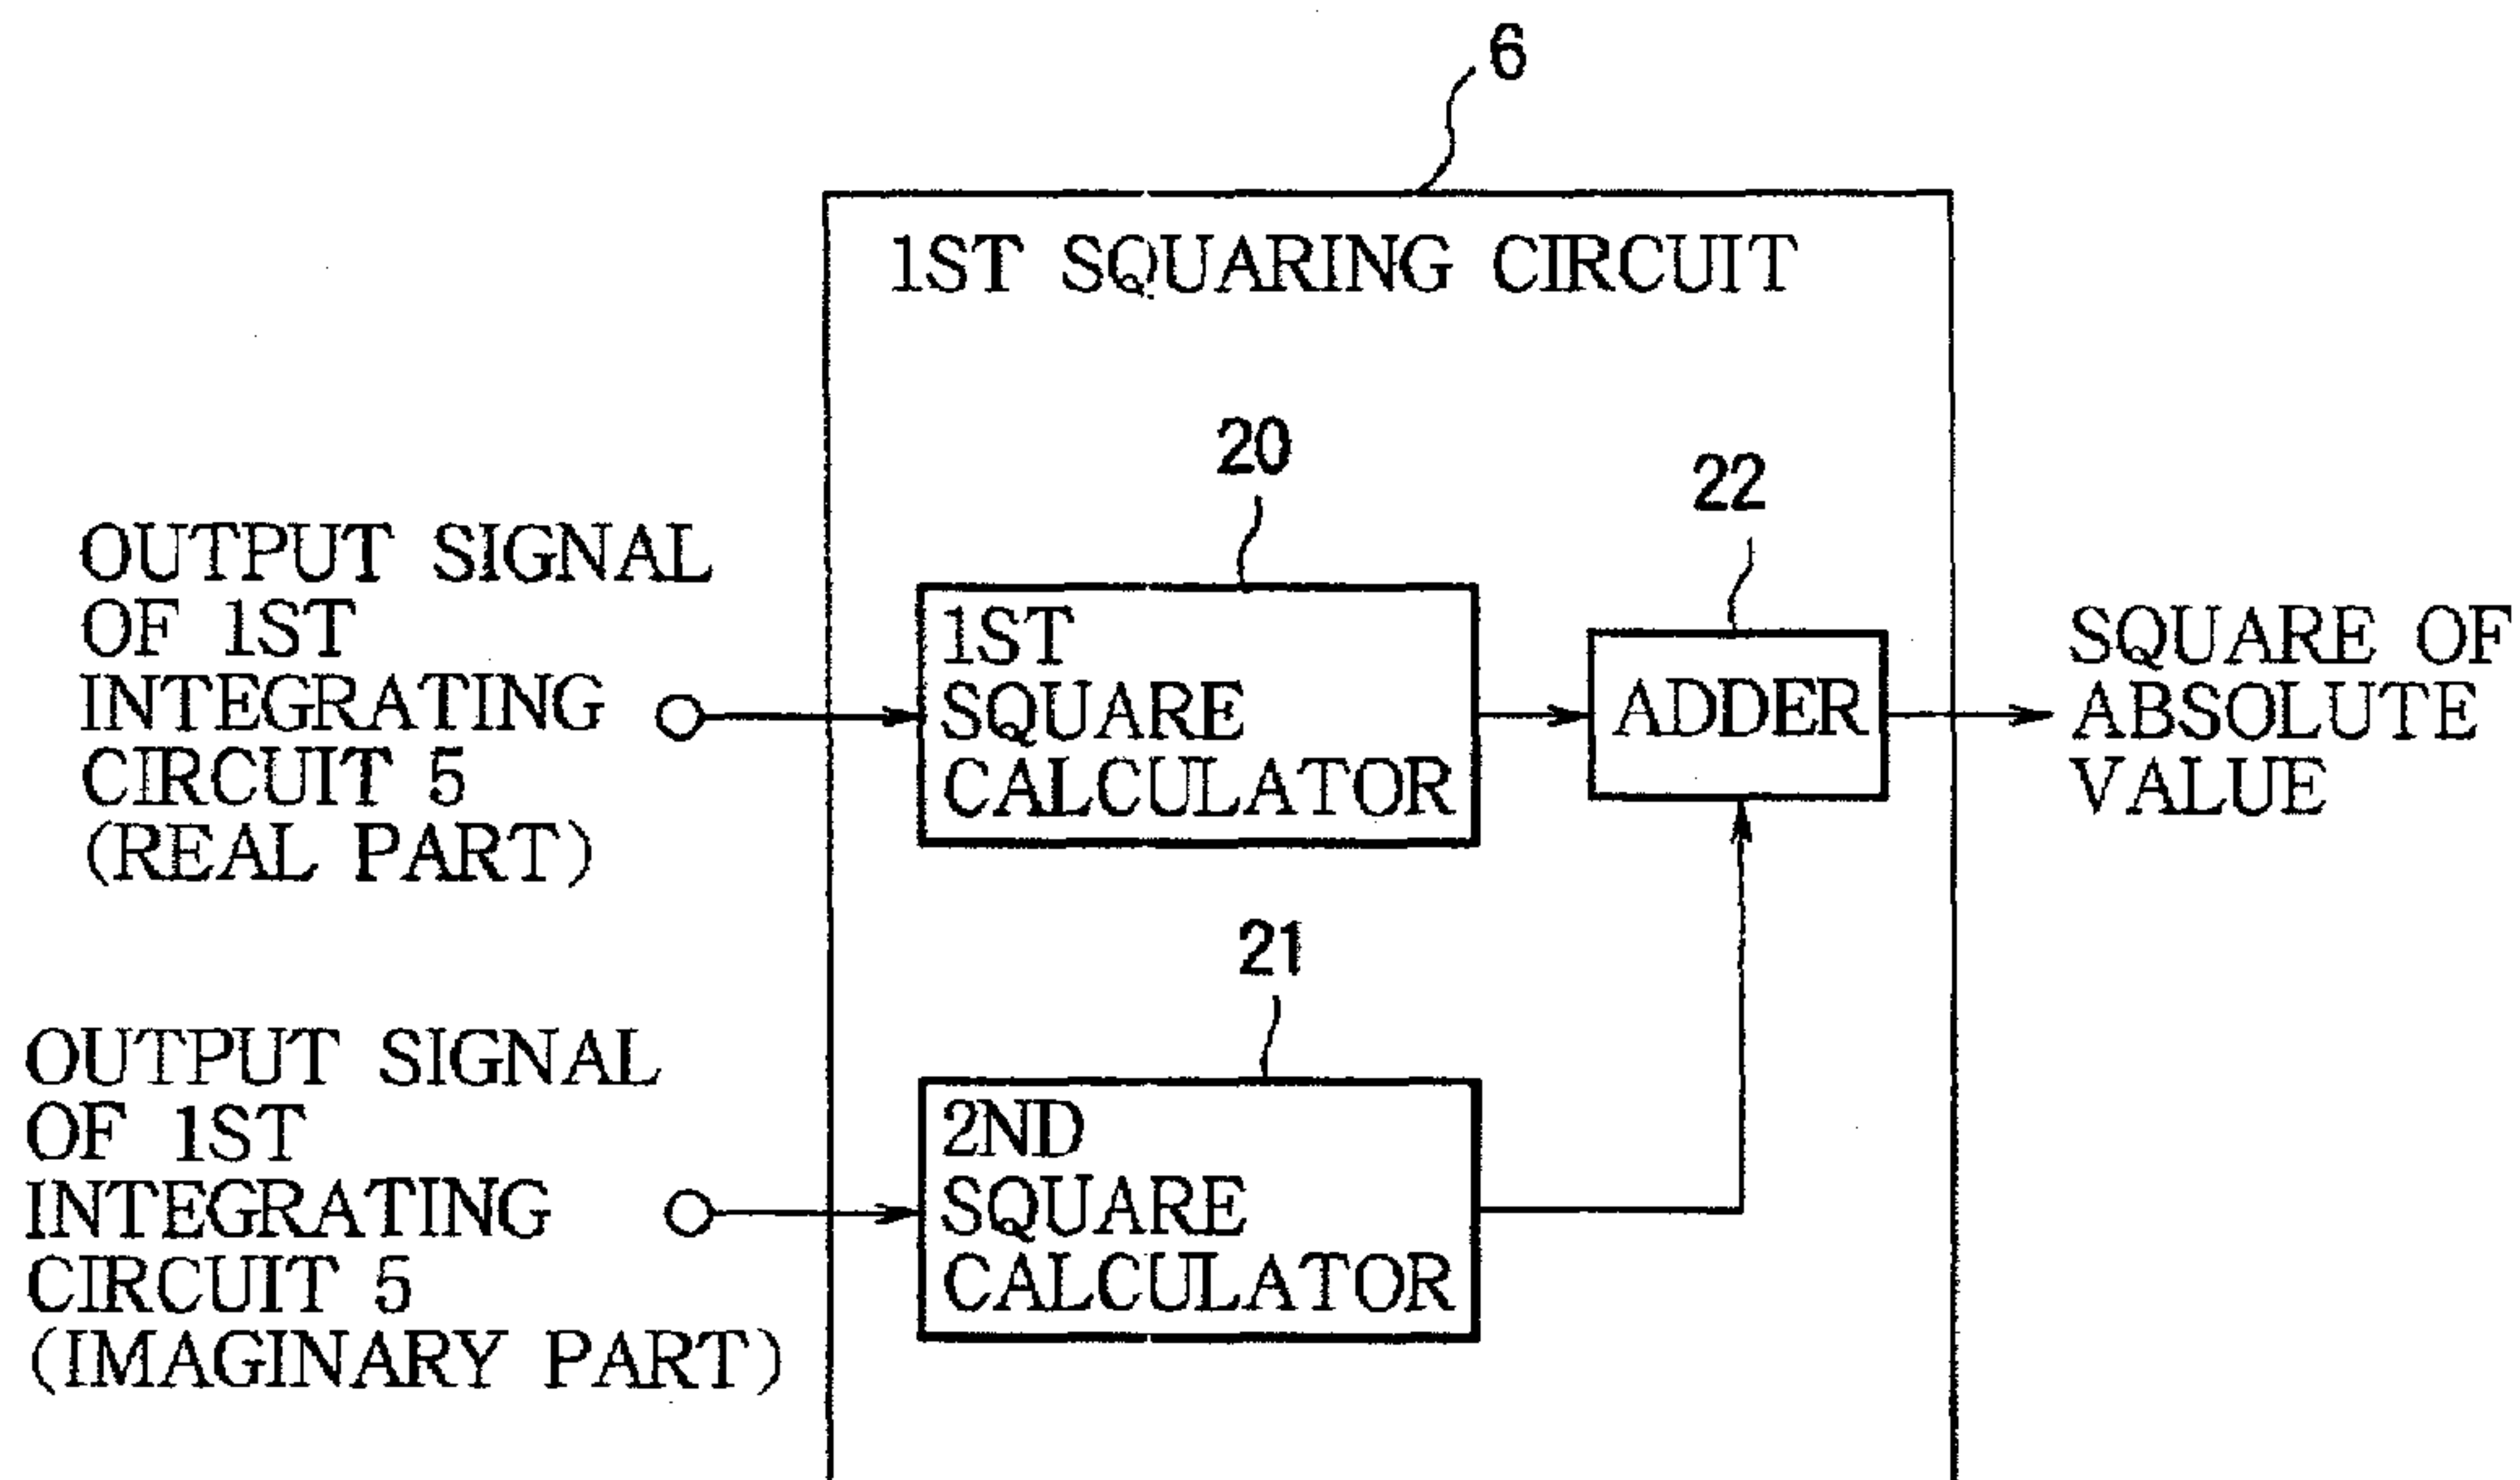 6
1ST SQUARING CIRCUIT
20
22
OUTPUT SIGNAL
OF 1ST
INTEGRATING
CIRCUIT 5
(REAL PART)
1ST
SQUARE
CALCULATOR
ADDER
SQUARE OF
ABSOLUTE
VALUE
21
OUTPUT SIGNAL
OF 1ST
INTEGRATING
CIRCUIT 5
(IMAGINARY PART)
2ND
SQUARE
CALCULATOR